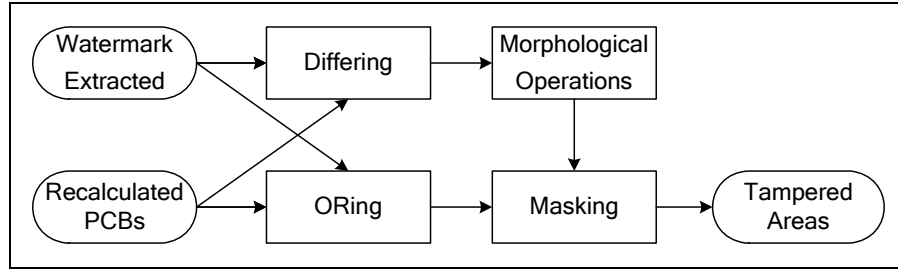 Watermark
Extracted
Differing
Morphological
Operations
Recalculated
PCBs
ORing
Masking
Tampered
Areas